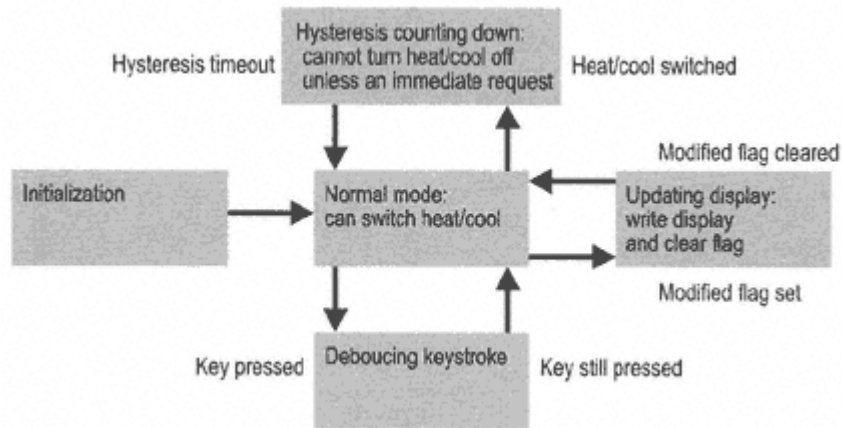 Hysteresis counting down:
cannot turn heat/cool off
unless an immediate request
Hysteresis timeout
Heat/cool switched
Modified flag cleared
Initialization
Normal mode:
can switch heat/cool
Updating display:
write display
and clear flag
Modified flag set
Key pressed
Deboucing keystroke
Key still pressed